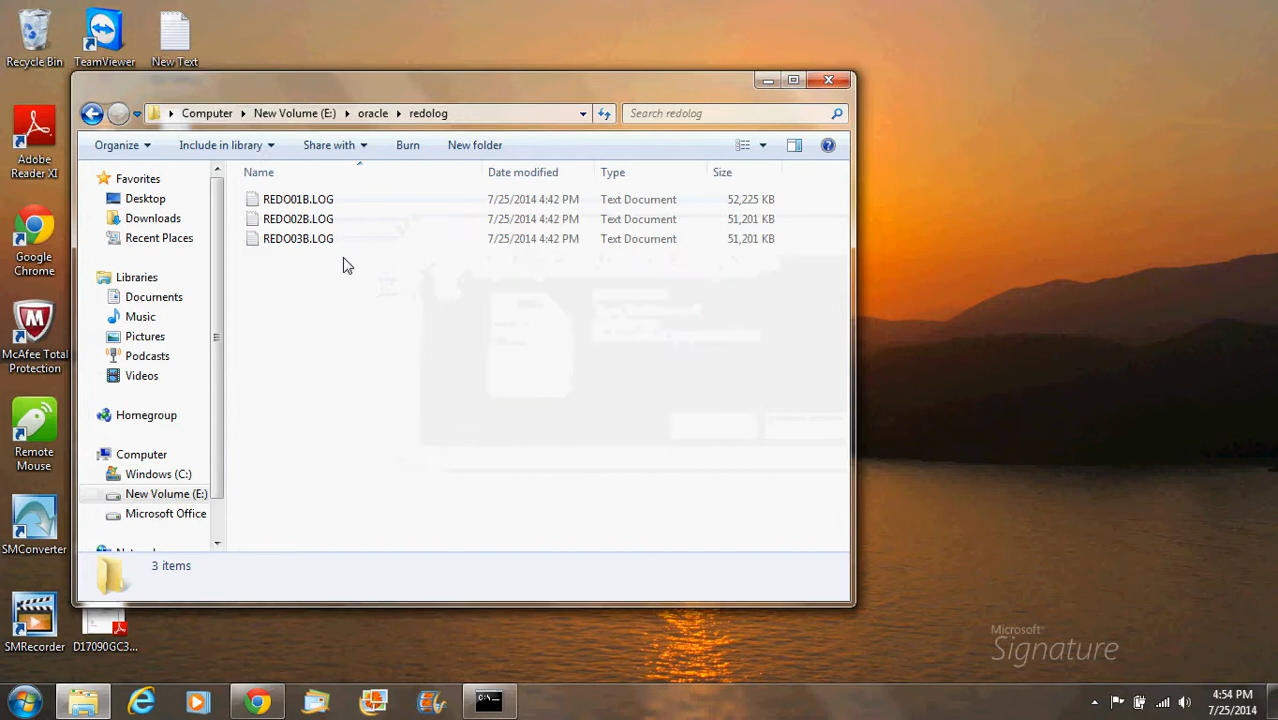 Recycle Bin
TeamViewer
New Text
Adobe
Reader XI
Google
Chrome
McAfee Total
Protection
Remote
Mouse
SMConverter
SMRecorder
D17090GC3...
Computer
New Volume (E:)
oracle
redolog
Search redolog
Organize
Include in library
Share with
Burn
New folder
Name
Date modified
Type
Size
REDO01B.LOG 7/25/2014 4:42 PM Text Document 52,225 KB
REDO02B.LOG 7/25/2014 4:42 PM Text Document 51,201 KB
REDO03B.LOG 7/25/2014 4:42 PM Text Document 51,201 KB
Favorites
Desktop
Downloads
Recent Places
Libraries
Documents
Music
Pictures
Podcasts
Videos
Homegroup
Computer
Windows (C:)
New Volume (E:)
Microsoft Office
3 items
Microsoft
Signature
4:54 PM
7/25/2014